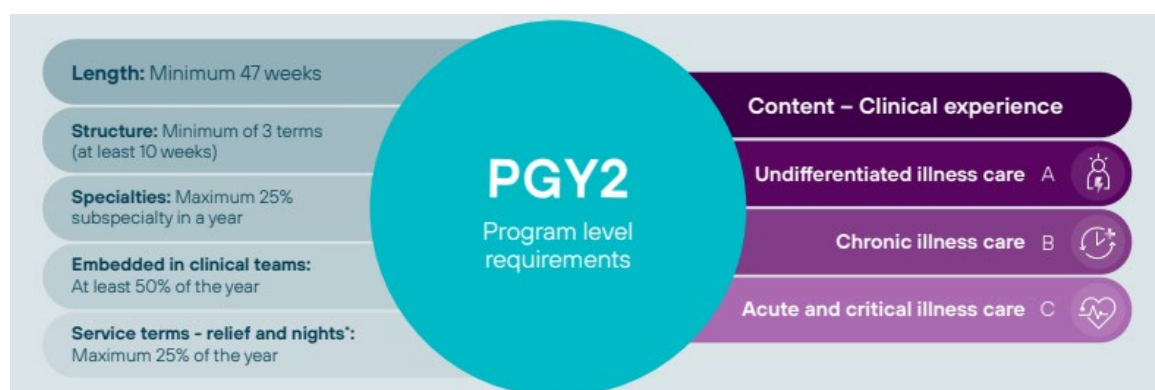 Length: Minimum 47 weeks
Structure: Minimum of 3 terms
(at least 10 weeks)
Specialties: Maximum 25%
subspecialty in a year
Embedded in clinical teams:
At least 50% of the year
Service terms - relief and nights*:
Maximum 25% of the year
PGY2
Program level
requirements
Content – Clinical experience
Undifferentiated illness care A
Chronic illness care B
Acute and critical illness care C